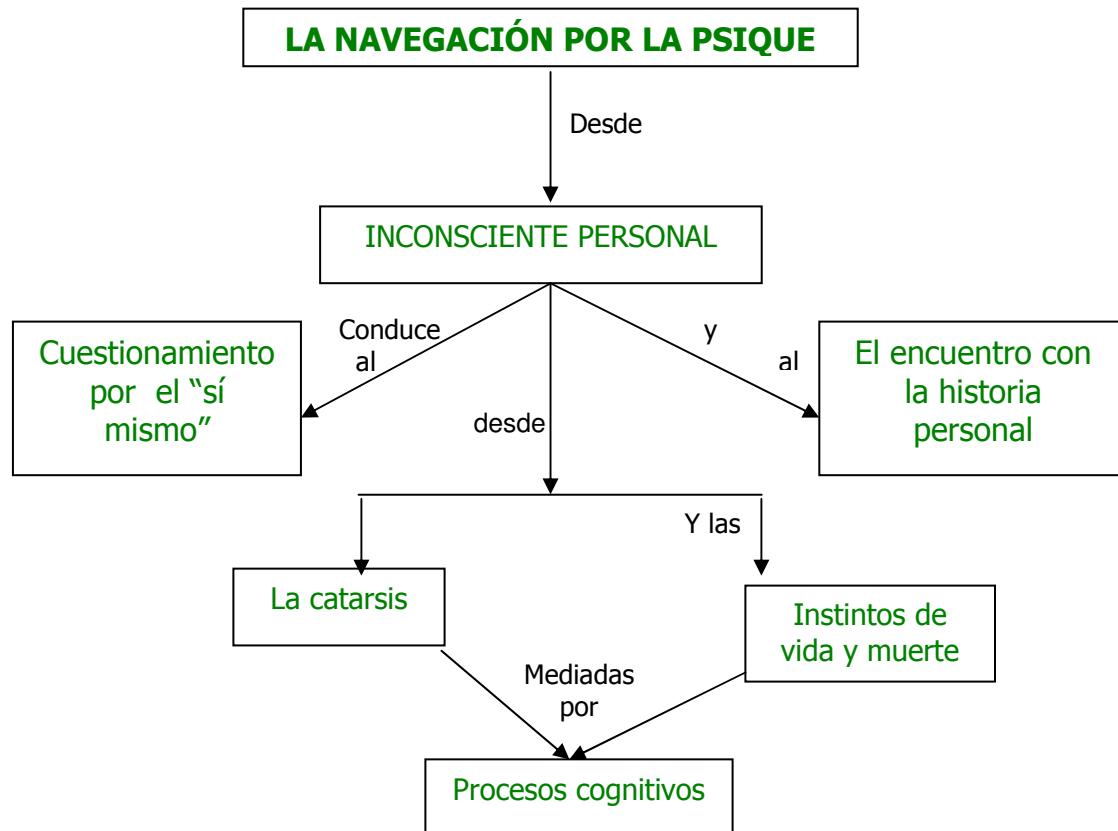 LA NAVEGACIÓN POR LA PSIQUE
Desde
INCONSCIENTE PERSONAL
Conduce
al
y
al
Cuestionamiento
por el “sí
mismo”
El encuentro con
la historia
personal
desde
Y las
La catarsis
Instintos de
vida y muerte
Mediadas
por
Procesos cognitivos